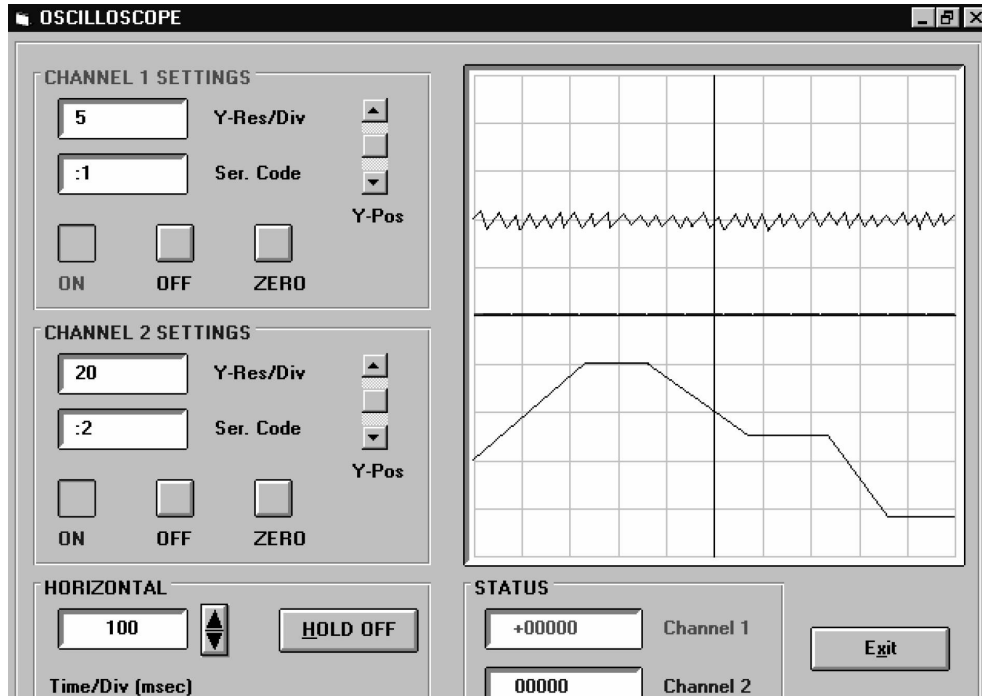 OSCILLOSCOPE
CHANNEL 1 SETTINGS
5 Y-Res/Div
:1 Ser. Code
Y-Pos
ON OFF ZERO
CHANNEL 2 SETTINGS
20 Y-Res/Div
:2 Ser. Code
Y-Pos
ON OFF ZERO
HORIZONTAL
100 HOLD OFF
Time/Div (msec)
STATUS
+00000 Channel 1
00000 Channel 2
Exit